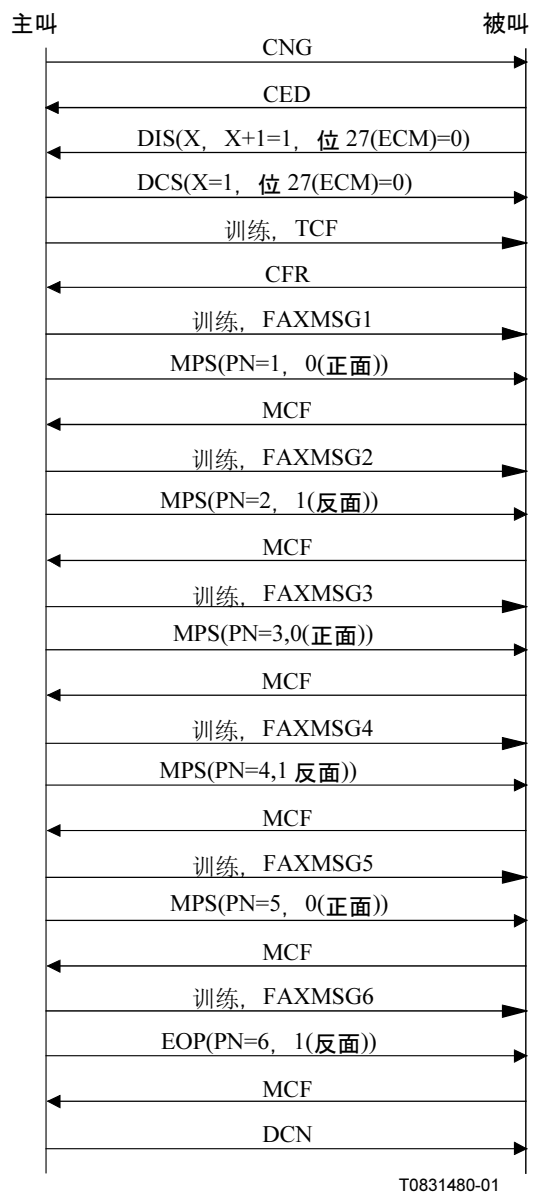 主叫 被叫
CNG
CED
DIS(X, X+1=1, 位 27(ECM)=0)
DCS(X=1, 位 27(ECM)=0)
训练, TCF
CFR
训练, FAXMSG1
MPS(PN=1, 0(正面))
MCF
训练, FAXMSG2
MPS(PN=2, 1(反面))
MCF
训练, FAXMSG3
MPS(PN=3,0(正面))
MCF
训练, FAXMSG4
MPS(PN=4,1 反面))
MCF
训练, FAXMSG5
MPS(PN=5, 0(正面))
MCF
训练, FAXMSG6
EOP(PN=6, 1(反面))
MCF
DCN
T0831480-01